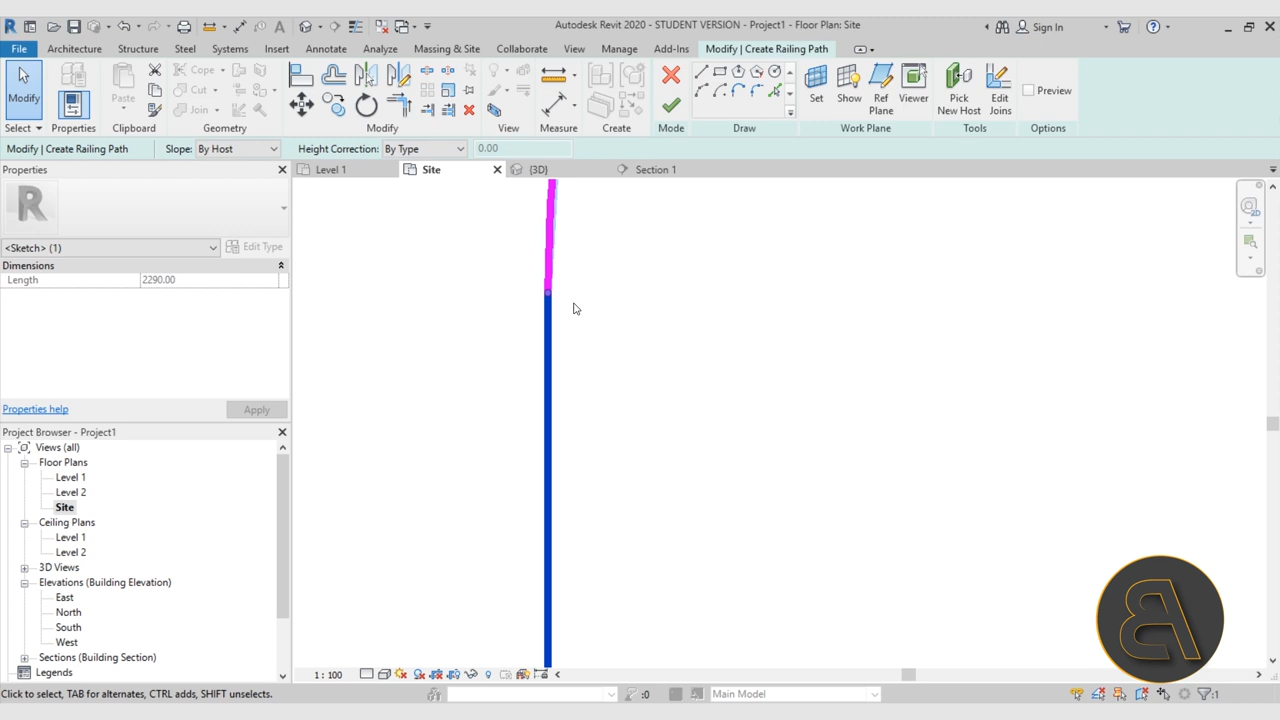 Autodesk Revit 2020 - STUDENT VERSION - Project1 - Floor Plan: Site
Sign In
File Architecture Structure Steel Systems Insert Annotate Analyze Massing & Site Collaborate View Manage Add-Ins Modify | Create Railing Path
Modify Paste Cope Cut Join Set Show Ref Plane Viewer Pick New Host Edit Joins Preview
Select Properties Clipboard Geometry Modify View Measure Create Mode Draw Work Plane Tools Options
Modify | Create Railing Path Slope: By Host Height Correction: By Type 0.00
Properties
Level 1 Site {3D} Section 1
<Sketch> (1) Edit Type
Dimensions
Length 2290.00
Properties help Apply
Project Browser - Project1
Views (all)
Floor Plans
Level 1
Level 2
Site
Ceiling Plans
Level 1
Level 2
3D Views
Elevations (Building Elevation)
East
North
South
West
Sections (Building Section)
Legends
1 : 100
Click to select, TAB for alternates, CTRL adds, SHIFT unselects. :0 Main Model :1